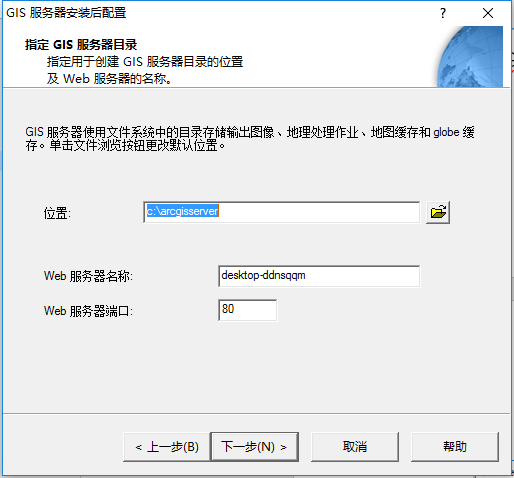 GIS 服务器安装后配置
?
指定 GIS 服务器目录
指定用于创建 GIS 服务器目录的位置
及 Web 服务器的名称。
GIS 服务器使用文件系统中的目录存储输出图像、地理处理作业、地图缓存和 globe 缓
存。单击文件浏览按钮更改默认位置。
位置: c:\arcgisserver
Web 服务器名称: desktop-ddnsqqm
Web 服务器端口: 80
< 上一步(B) 下一步(N) > 取消 帮助